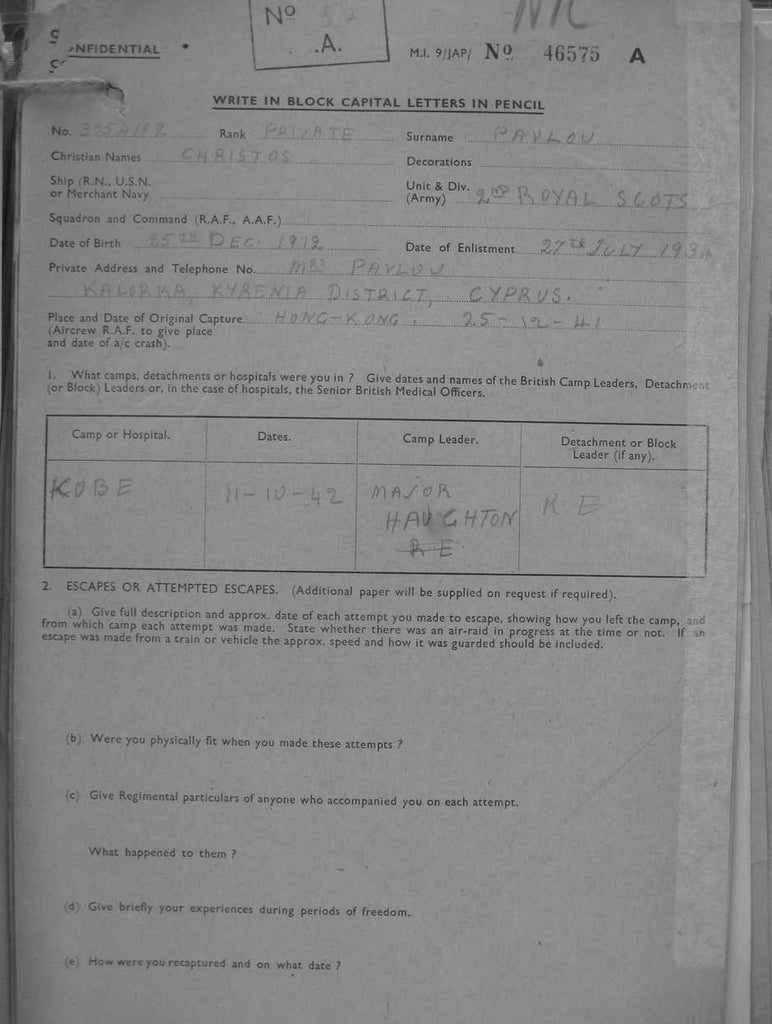 Nº
.A.
NFIDENTIAL
M.I. 9/JAP/ Nº 46575 A
WRITE IN BLOCK CAPITAL LETTERS IN PENCIL
No. Rank PRIVATE Surname PAVLOU
Christian Names CHRISTOS Decorations
Ship (R.N., U.S.N. or Merchant Navy
Unit & Div. (Army) 2ND ROYAL SCOTS
Squadron and Command (R.A.F., A.A.F.)
Date of Birth 25TH DEC. 1912 Date of Enlistment 27TH JULY
Private Address and Telephone No. MRS PAVLOU
KYRENIA DISTRICT, CYPRUS.
Place and Date of Original Capture HONG-KONG. 25-12-41
(Aircrew R.A.F. to give place
and date of a/c crash).
1. What camps, detachments or hospitals were you in ? Give dates and names of the British Camp Leaders, Detachment
(or Block) Leaders or, in the case of hospitals, the Senior British Medical Officers.
Camp or Hospital. Dates. Camp Leader. Detachment or Block
Leader (if any).
KOBE 11-10-42 MAJOR R E
HAUGHTON
R E
2. ESCAPES OR ATTEMPTED ESCAPES. (Additional paper will be supplied on request if required).
(a) Give full description and approx. date of each attempt you made to escape, showing how you left the camp, and
from which camp each attempt was made. State whether there was an air-raid in progress at the time or not. If an
escape was made from a train or vehicle the approx. speed and how it was guarded should be included.
(b) Were you physically fit when you made these attempts ?
(c) Give Regimental particulars of anyone who accompanied you on each attempt.
What happened to them ?
(d) Give briefly your experiences during periods of freedom.
(e) How were you recaptured and on what date ?